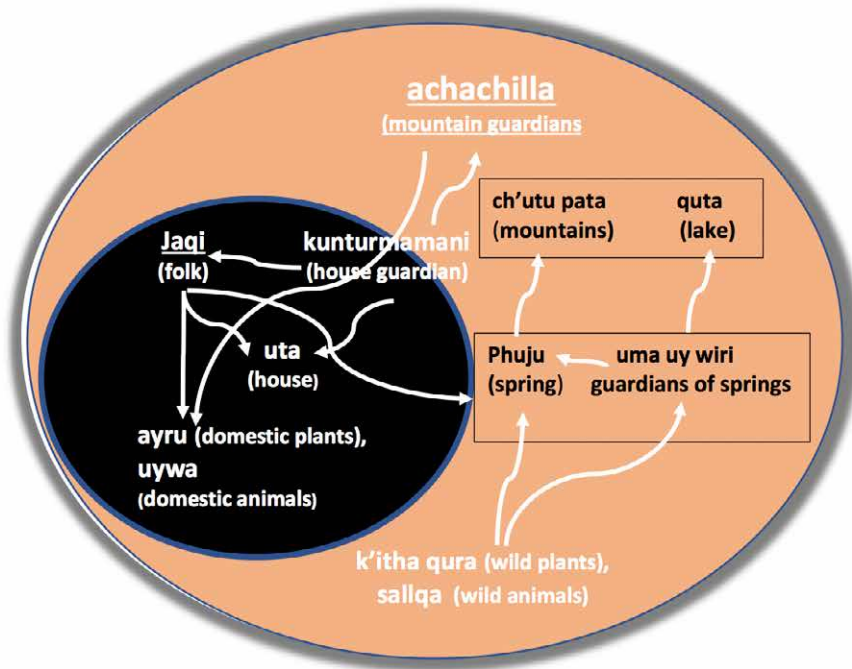 achachilla
(mountain guardians
ch'utu pata quta
(mountains) (lake)
Jaqi kunturmamani
(folk) (house guardian)
uta
(house)
Phuju uma uy wiri
(spring) guardians of springs
ayru (domestic plants),
uywa
(domestic animals)
k'itha qura (wild plants),
sallqa (wild animals)